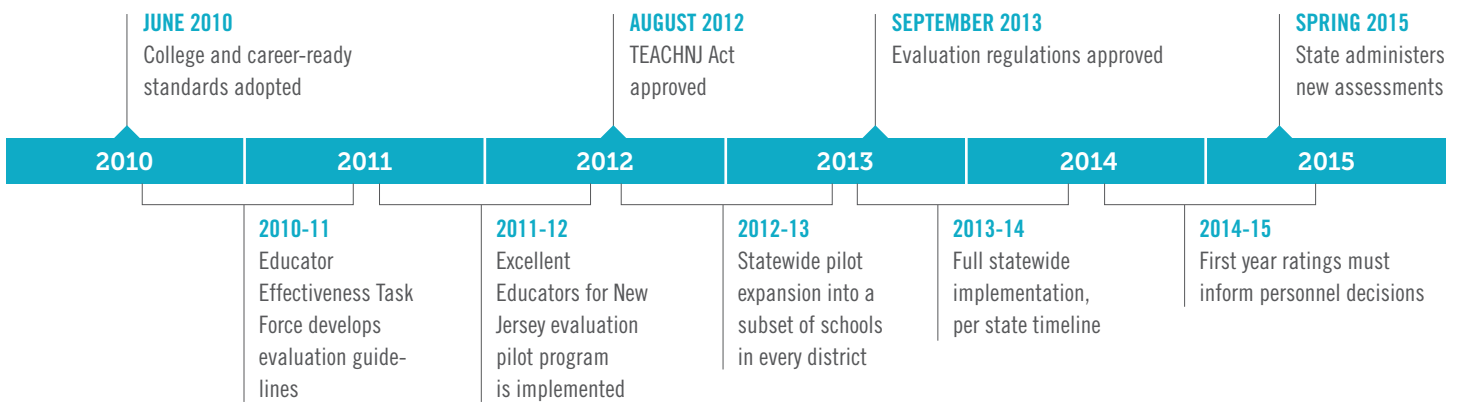 JUNE 2010
College and career-ready
standards adopted
AUGUST 2012
TEACHNJ Act
approved
SEPTEMBER 2013
Evaluation regulations approved
SPRING 2015
State administers
new assessments
2010
2011
2012
2013
2014
2015
2010-11
Educator
Effectiveness Task
Force develops
evaluation guide-
lines
2011-12
Excellent
Educators for New
Jersey evaluation
pilot program
is implemented
2012-13
Statewide pilot
expansion into a
subset of schools
in every district
2013-14
Full statewide
implementation,
per state timeline
2014-15
First year ratings must
inform personnel decisions